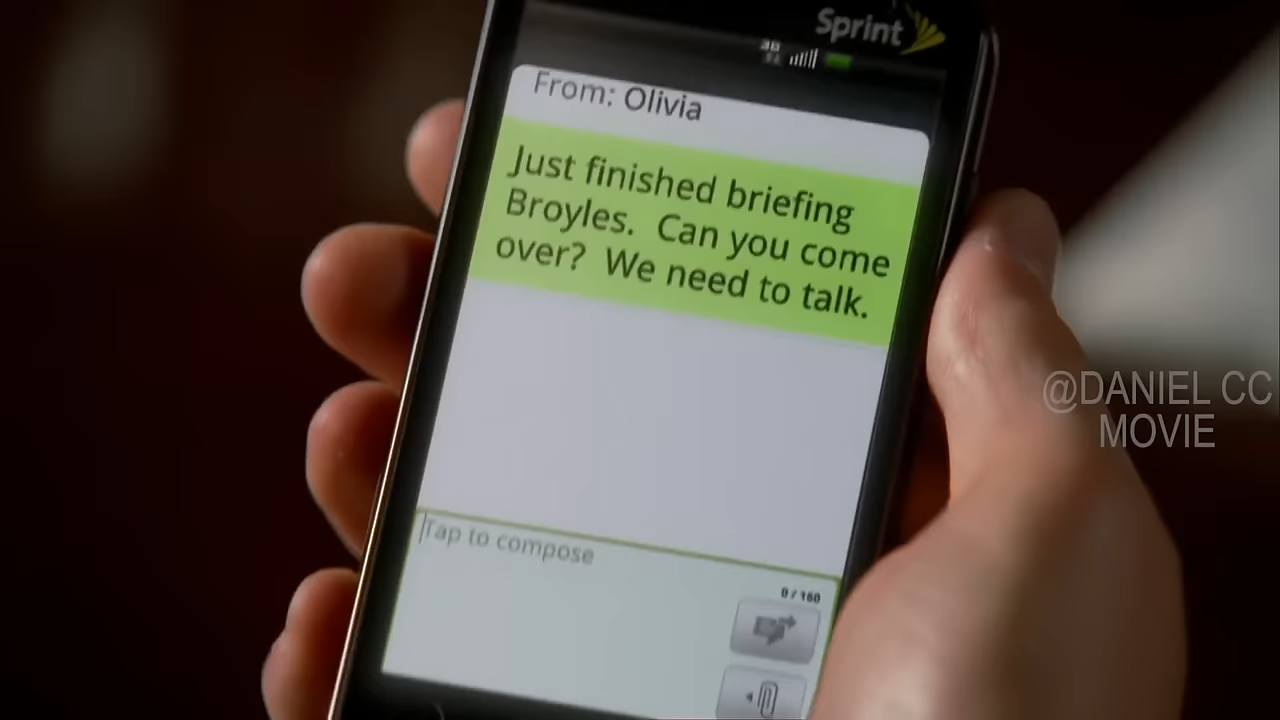 Sprint
3G
From: Olivia
Just finished briefing
Broyles.  Can you come
over?  We need to talk.
Tap to compose
0 / 160
@DANIEL CC
MOVIE